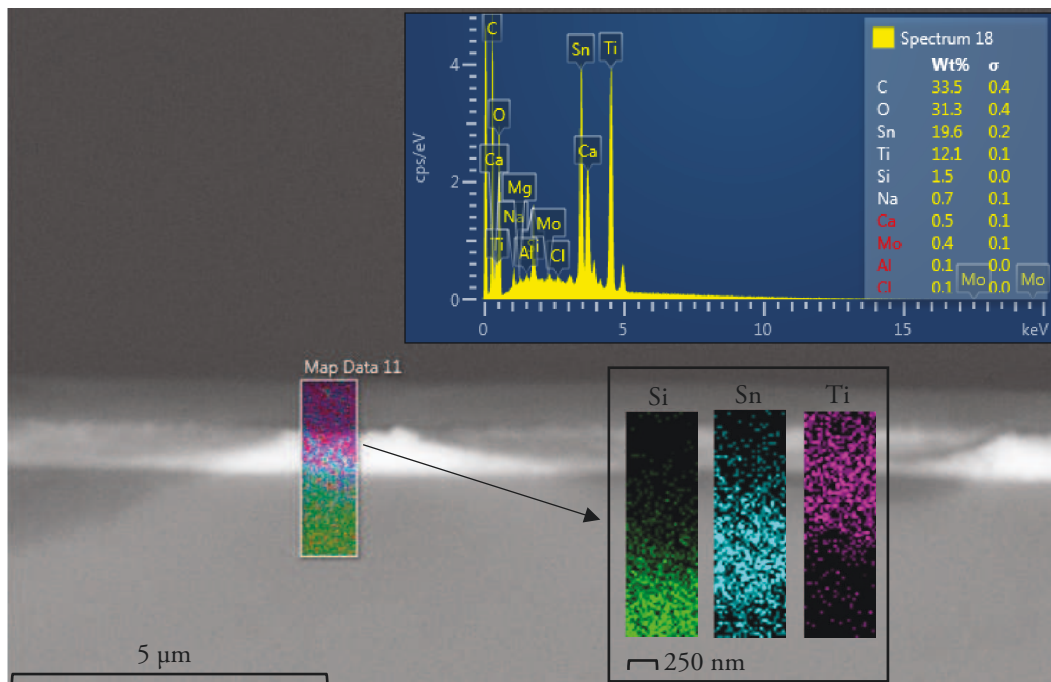 Spectrum 18
Wt% σ
C 33.5 0.4
O 31.3 0.4
Sn 19.6 0.2
Ti 12.1 0.1
Si 1.5 0.0
Na 0.7 0.1
Ca 0.5 0.1
Mo 0.4 0.1
Al 0.1 0.0
Cl 0.1 0.0
C
Sn
Ti
O
Ca
Ca
Mg
Na
Mo
Ti
Al
Cl
Mo
Mo
cps/eV
4
2
0
0 5 10 15 keV
Map Data 11
Si Sn Ti
250 nm
5 µm